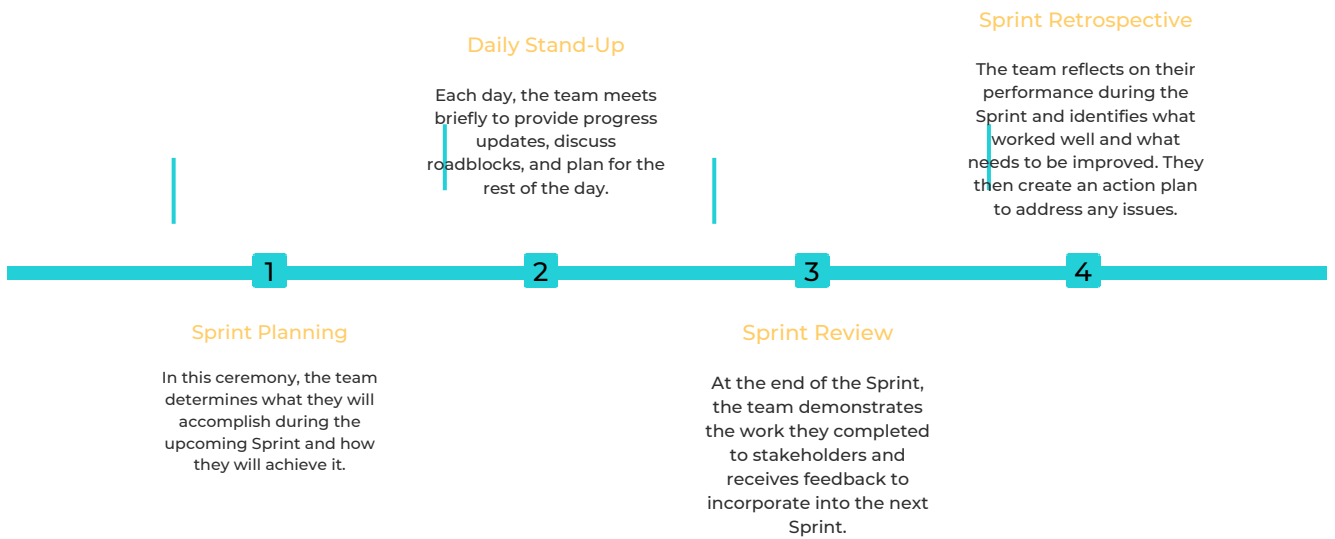 Sprint Retrospective
The team reflects on their
performance during the
Sprint and identifies what
worked well and what
needs to be improved. They
then create an action plan
to address any issues.
Daily Stand-Up
Each day, the team meets
briefly to provide progress
updates, discuss
roadblocks, and plan for the
rest of the day.
1
2
3
4
Sprint Planning
In this ceremony, the team
determines what they will
accomplish during the
upcoming Sprint and how
they will achieve it.
Sprint Review
At the end of the Sprint,
the team demonstrates
the work they completed
to stakeholders and
receives feedback to
incorporate into the next
Sprint.